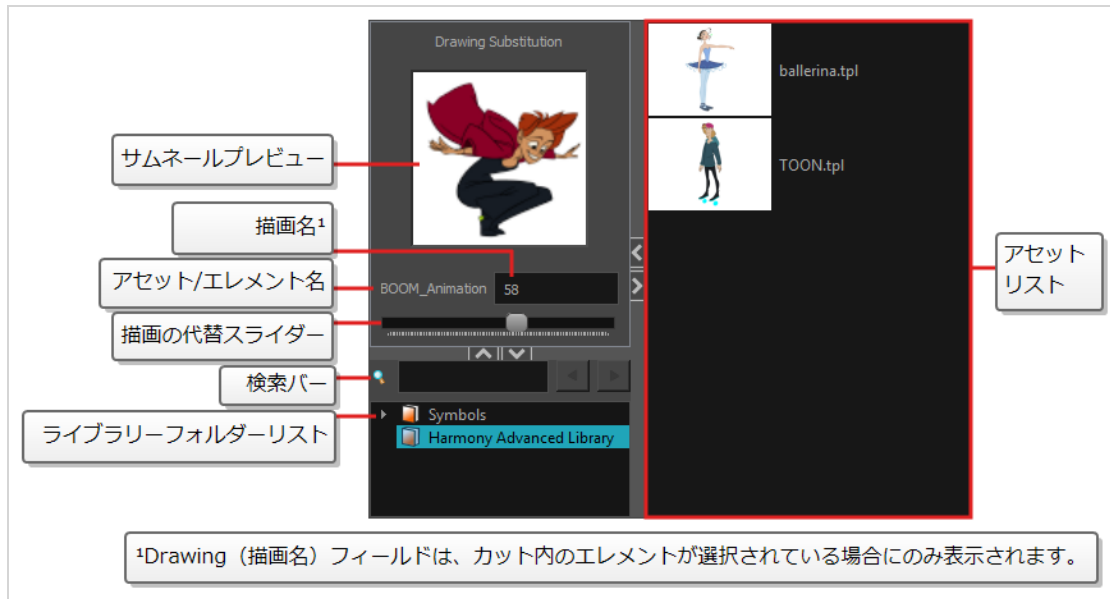 Drawing Substitution
ballerina.tpl
サムネールプレビュー
TOON.tpl
描画名¹
アセット
リスト
アセット/エレメント名
BOOM_Animation
58
描画の代替スライダー
検索バー
Symbols
ライブラリーフォルダーリスト
Harmony Advanced Library
¹Drawing（描画名）フィールドは、カット内のエレメントが選択されている場合にのみ表示されます。